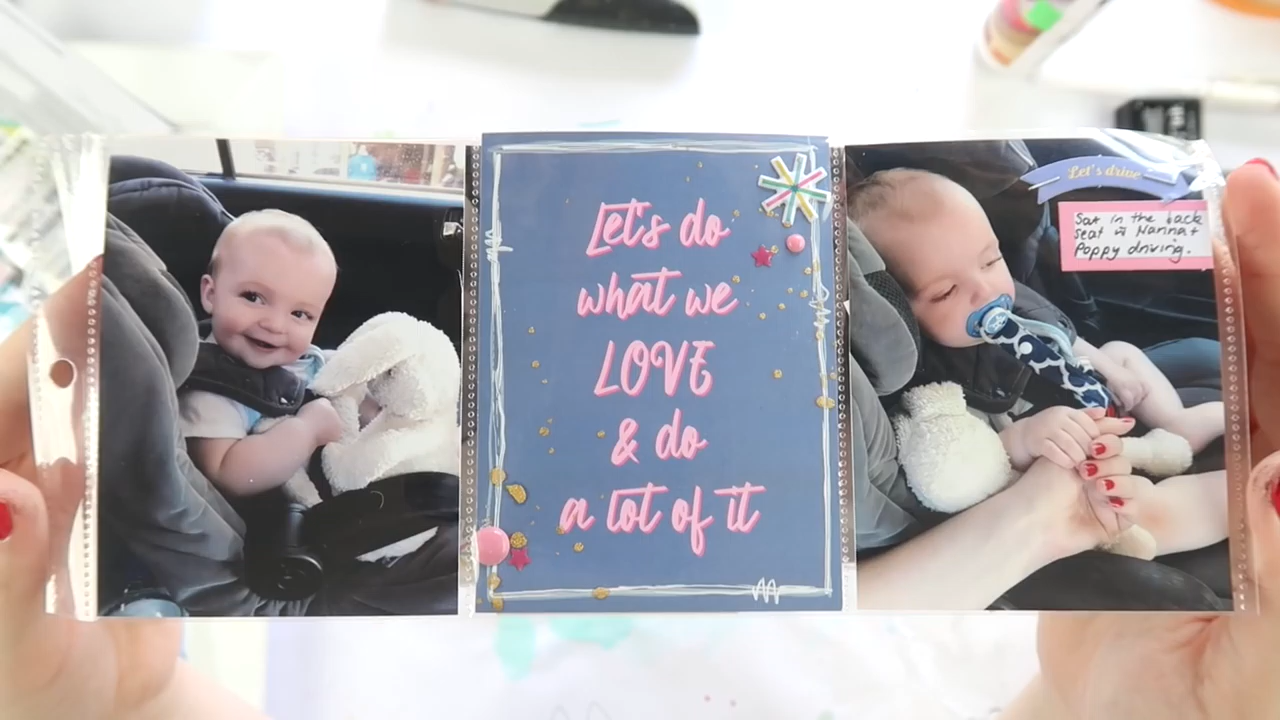 Let's do
what we
LOVE
& do
a lot of it
Let's drive
Sat in the back
seat w Nanna +
Poppy driving.